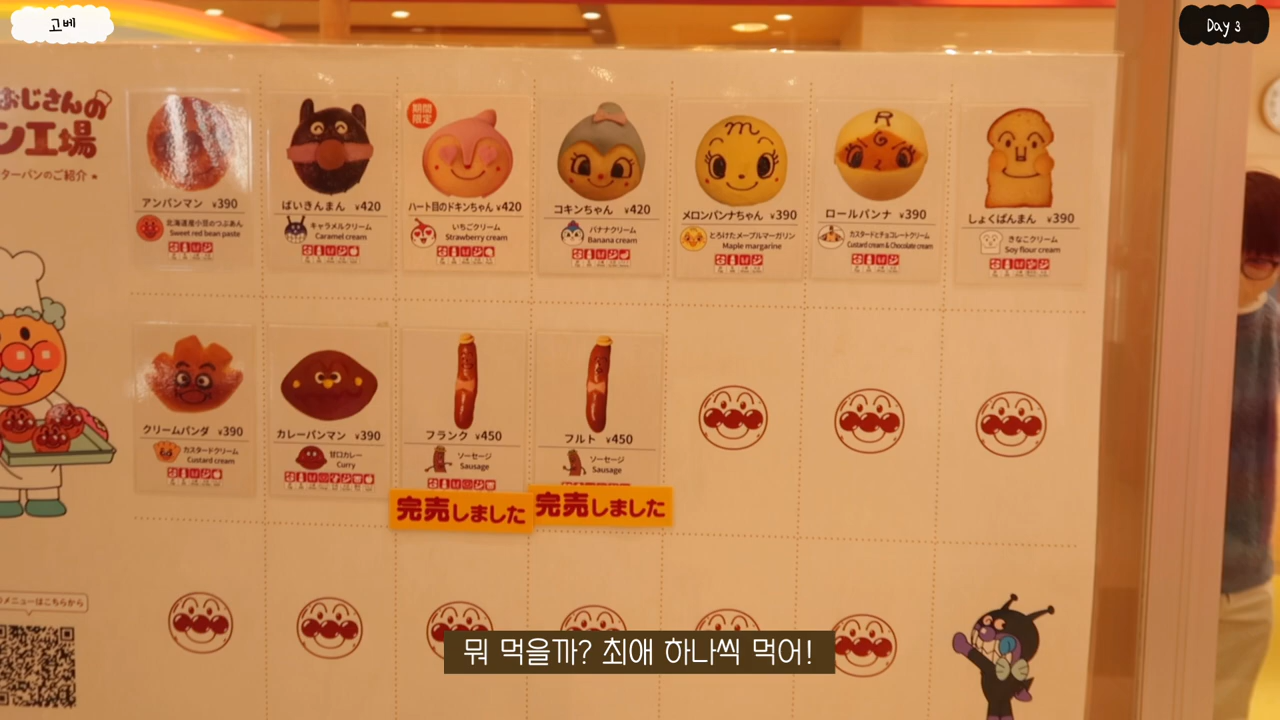 고베
Day 3
おじさんの
ン工場
ターパンのご紹介
アンパンマン ¥390
北海道産小豆のつぶあん
Sweet red bean paste
ばいきんまん ¥420
キャラメルクリーム
Caramel cream
期間
限定
ハート目のドキンちゃん ¥420
いちごクリーム
Strawberry cream
コキンちゃん ¥420
バナナクリーム
Banana cream
メロンパンナちゃん ¥390
とろけたメープルマーガリン
Maple margarine
ロールパンナ ¥390
カスタードとチョコレートクリーム
Custard cream & Chocolate cream
しょくぱんまん ¥390
きなこクリーム
Soy flour cream
クリームパンダ ¥390
カスタードクリーム
Custard cream
カレーパンマン ¥390
甘口カレー
Curry
フランク ¥450
ソーセージ
Sausage
完売しました
フルト ¥450
ソーセージ
Sausage
完売しました
メニューはこちらから
뭐 먹을까? 최애 하나씩 먹어!